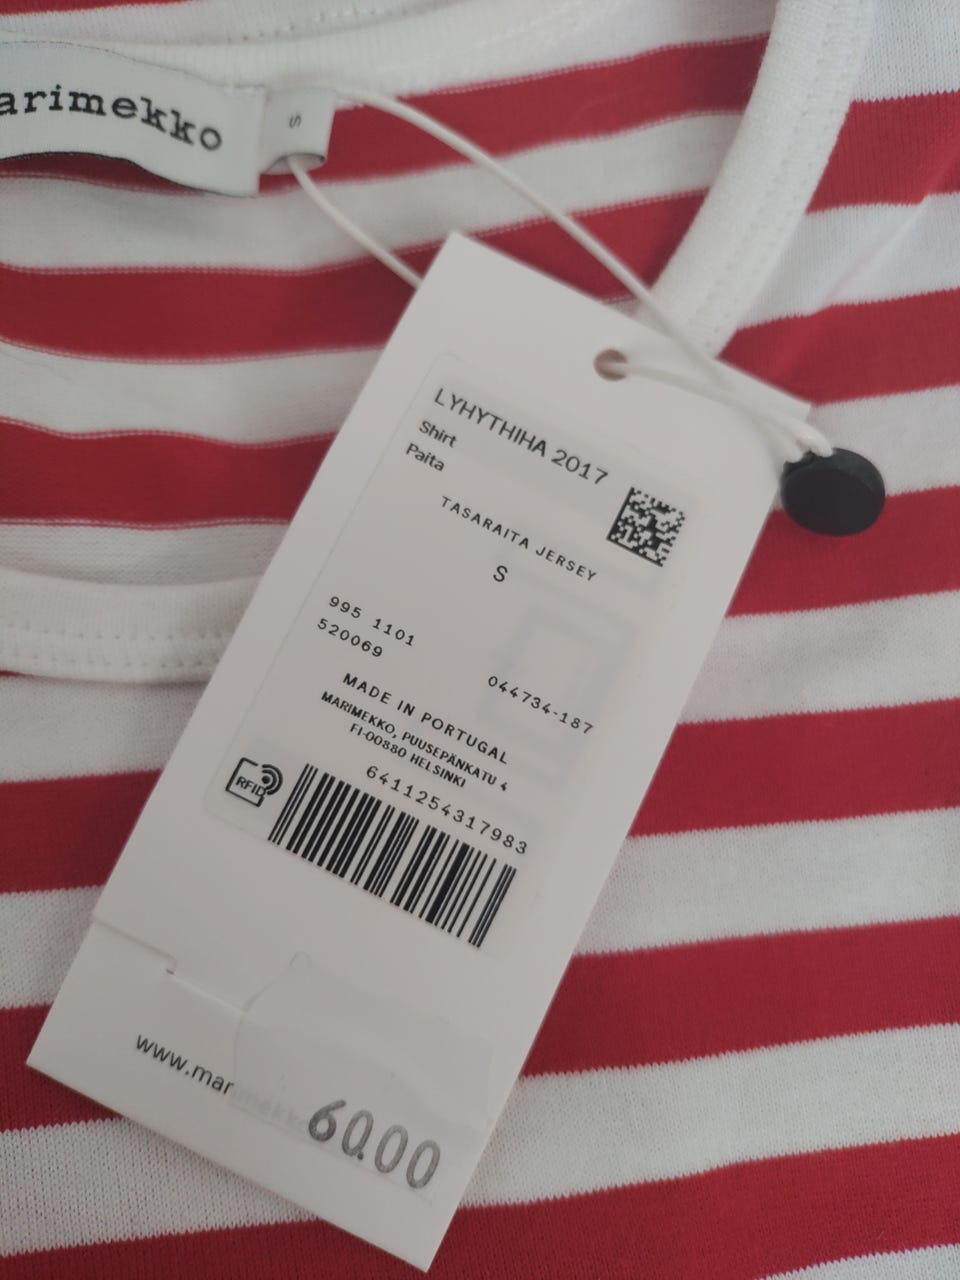 arimekko
S
LYHYTHIHA 2017
Shirt
Paita
TASARAITA JERSEY
S
995 1101
520069
044734-187
MADE IN PORTUGAL
MARIMEKKO, PUUSEPÄNKATU 4
FI-00880 HELSINKI
RFID
6411254317983
www.marimekko
60.00